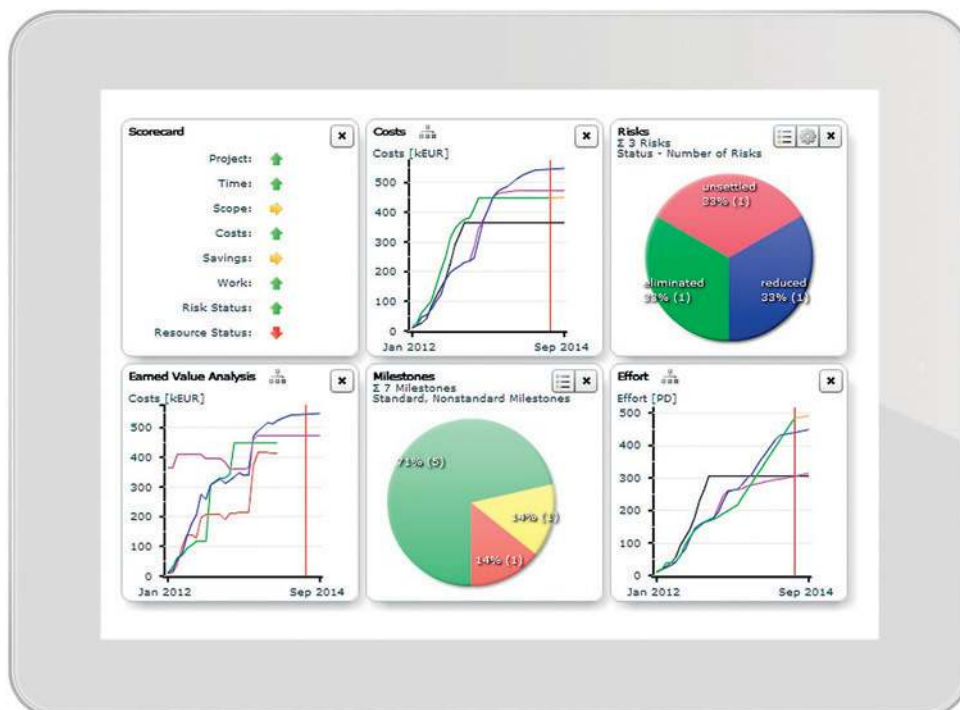 Scorecard
Project:
Time:
Scope:
Costs:
Savings:
Work:
Risk Status:
Resource Status:
Costs
Costs [kEUR]
500
400
300
200
100
0
Jan 2012 Sep 2014
Risks
Σ 3 Risks
Status - Number of Risks
unsettled
33% (1)
eliminated
33% (1)
reduced
33% (1)
Earned Value Analysis
Costs [kEUR]
500
400
300
200
100
0
Jan 2012 Sep 2014
Milestones
Σ 7 Milestones
Standard, Nonstandard Milestones
71% (5)
14% (1)
14% (1)
Effort
Effort [PD]
500
400
300
200
100
0
Jan 2012 Sep 2014